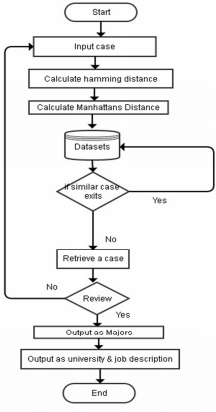 Start
Input case
Calculate hamming distance
Calculate Manhattans Distance
Datasets
If similar case
exits
Yes
No
Retrieve a case
No
Review
Yes
Output as Majors
Output as university & job description
End